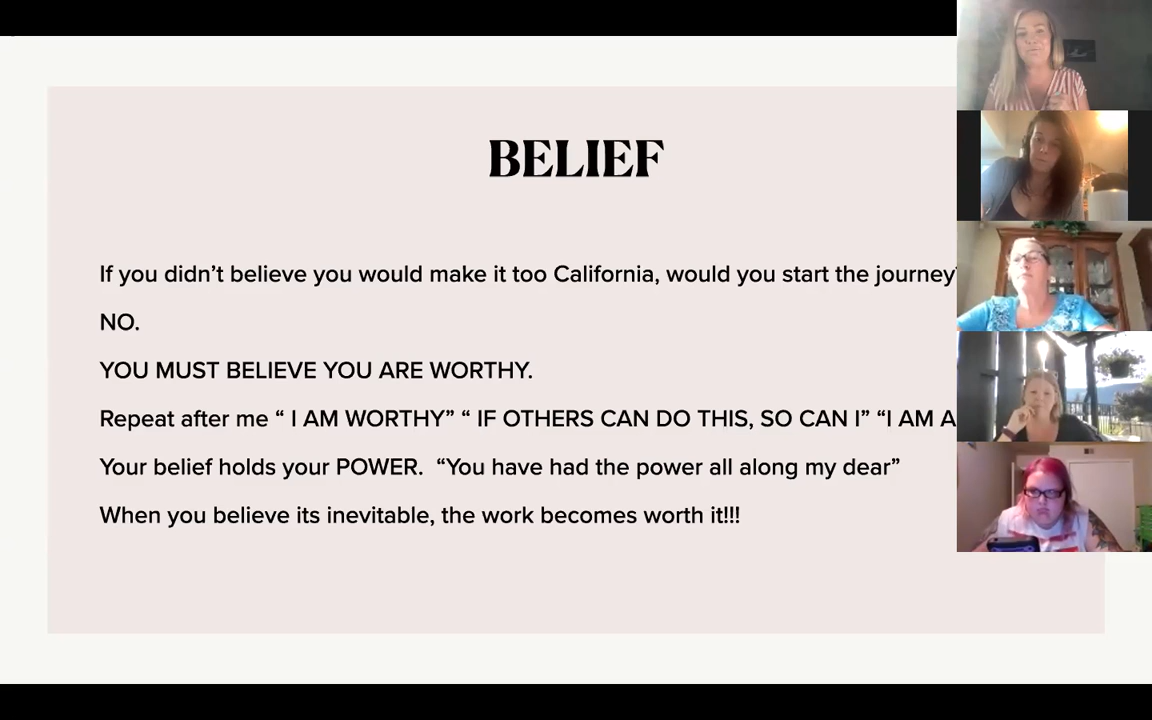 BELIEF
If you didn’t believe you would make it too California, would you start the journey
NO.
YOU MUST BELIEVE YOU ARE WORTHY.
Repeat after me “ I AM WORTHY” “ IF OTHERS CAN DO THIS, SO CAN I” “I AM
Your belief holds your POWER.  “You have had the power all along my dear”
When you believe its inevitable, the work becomes worth it!!!